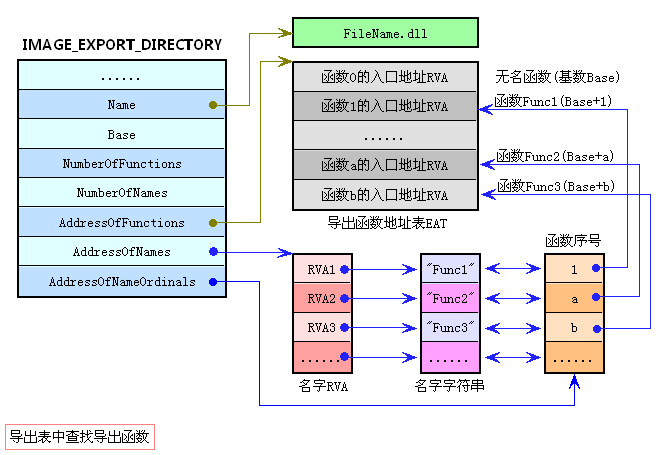 IMAGE_EXPORT_DIRECTORY
......
Name
Base
NumberOfFunctions
NumberOfNames
AddressOfFunctions
AddressOfNames
AddressOfNameOrdinals
FileName.dll
函数0的入口地址RVA
函数1的入口地址RVA
......
函数a的入口地址RVA
函数b的入口地址RVA
导出函数地址表EAT
无名函数(基数Base)
函数Func1(Base+1)
函数Func2(Base+a)
函数Func3(Base+b)
RVA1
RVA2
RVA3
......
名字RVA
"Func1"
"Func2"
"Func3"
......
名字字符串
函数序号
1
a
b
......
导出表中查找导出函数